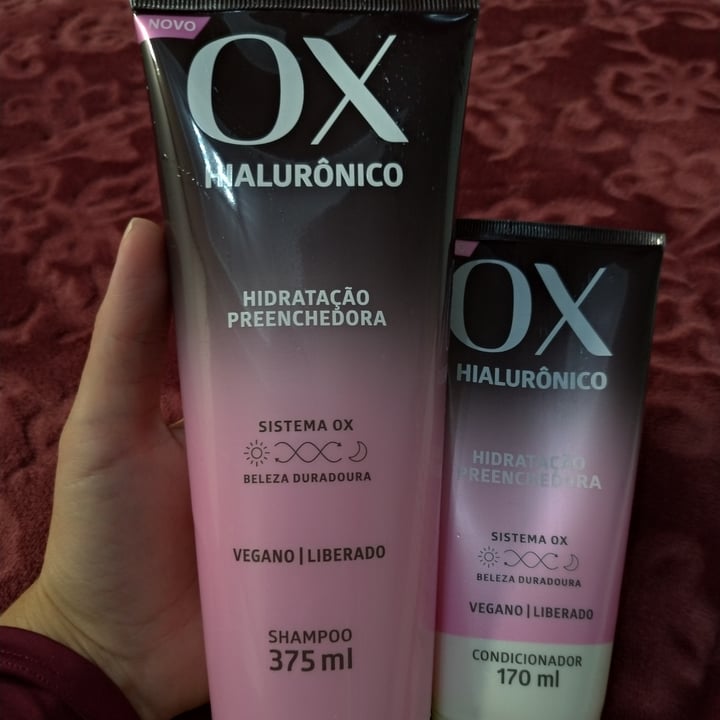 NOVO
OX
HIALURÔNICO
HIDRATAÇÃO
PREENCHEDORA
SISTEMA OX
BELEZA DURADOURA
VEGANO | LIBERADO
SHAMPOO
375 ml
OX
HIALURÔNICO
HIDRATAÇÃO
PREENCHEDORA
SISTEMA OX
BELEZA DURADOURA
VEGANO | LIBERADO
CONDICIONADOR
170 ml